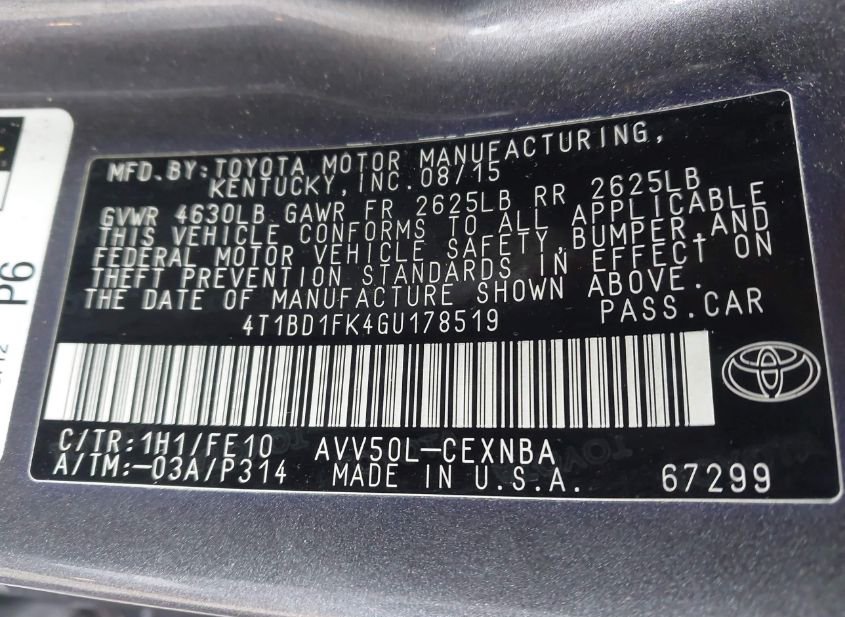 MFD.BY:TOYOTA MOTOR MANUFACTURING,
KENTUCKY, INC. 08/15
GVWR 4630LB GAWR FR 2625LB RR 2625LB
THIS VEHICLE CONFORMS TO ALL APPLICABLE
FEDERAL MOTOR VEHICLE SAFETY,BUMPER,AND
THEFT PREVENTION STANDARDS IN EFFECT ON
THE DATE OF MANUFACTURE SHOWN ABOVE.
4T1BD1FK4GU178519 PASS.CAR
C/TR:1H1/FE10 AVV50L-CEXNBA
A/TM:-03A/P314 MADE IN U.S.A. 67299
P6